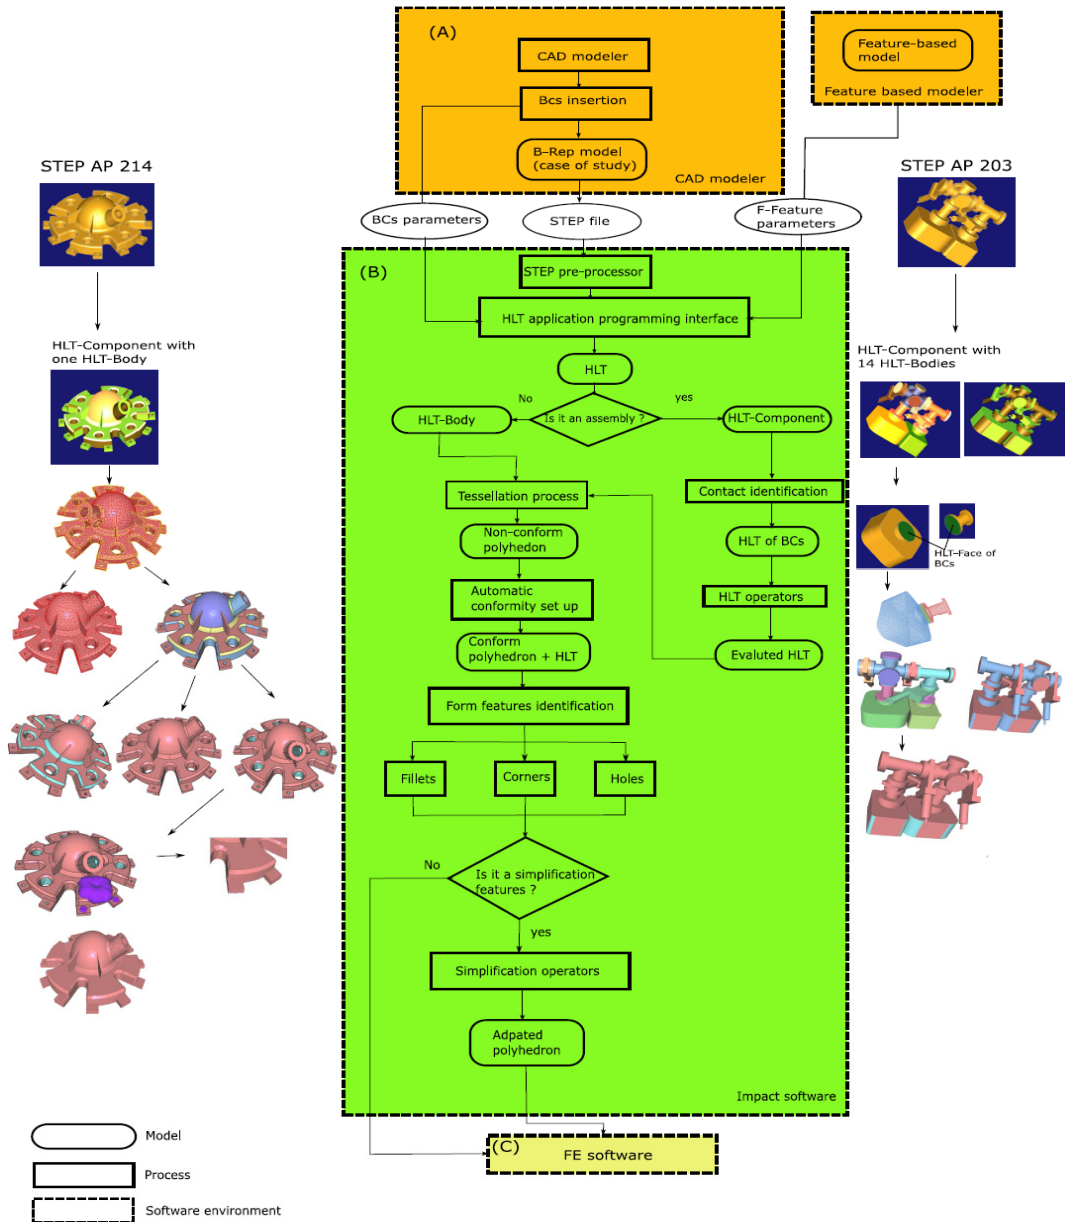 (A)
CAD modeler
Bcs insertion
B-Rep model
(case of study)
CAD modeler
Feature-based
model
Feature based modeler
STEP AP 214
STEP AP 203
BCs parameters
STEP file
F-Feature
parameters
(B)
STEP pre-processor
HLT application programming interface
HLT
Is it an assembly ?
No
yes
HLT-Body
HLT-Component
Tessellation process
Contact identification
Non-conform
polyhedon
HLT of BCs
Automatic
conformity set up
HLT operators
Conform
polyhedron + HLT
Evaluted HLT
Form features identification
Fillets
Corners
Holes
No
Is it a simplification
features ?
yes
Simplification operators
Adpated
polyhedron
Impact software
(C)
FE software
HLT-Component with
one HLT-Body
HLT-Component with
14 HLT-Bodies
HLT-Face of
BCs
Model
Process
Software environment